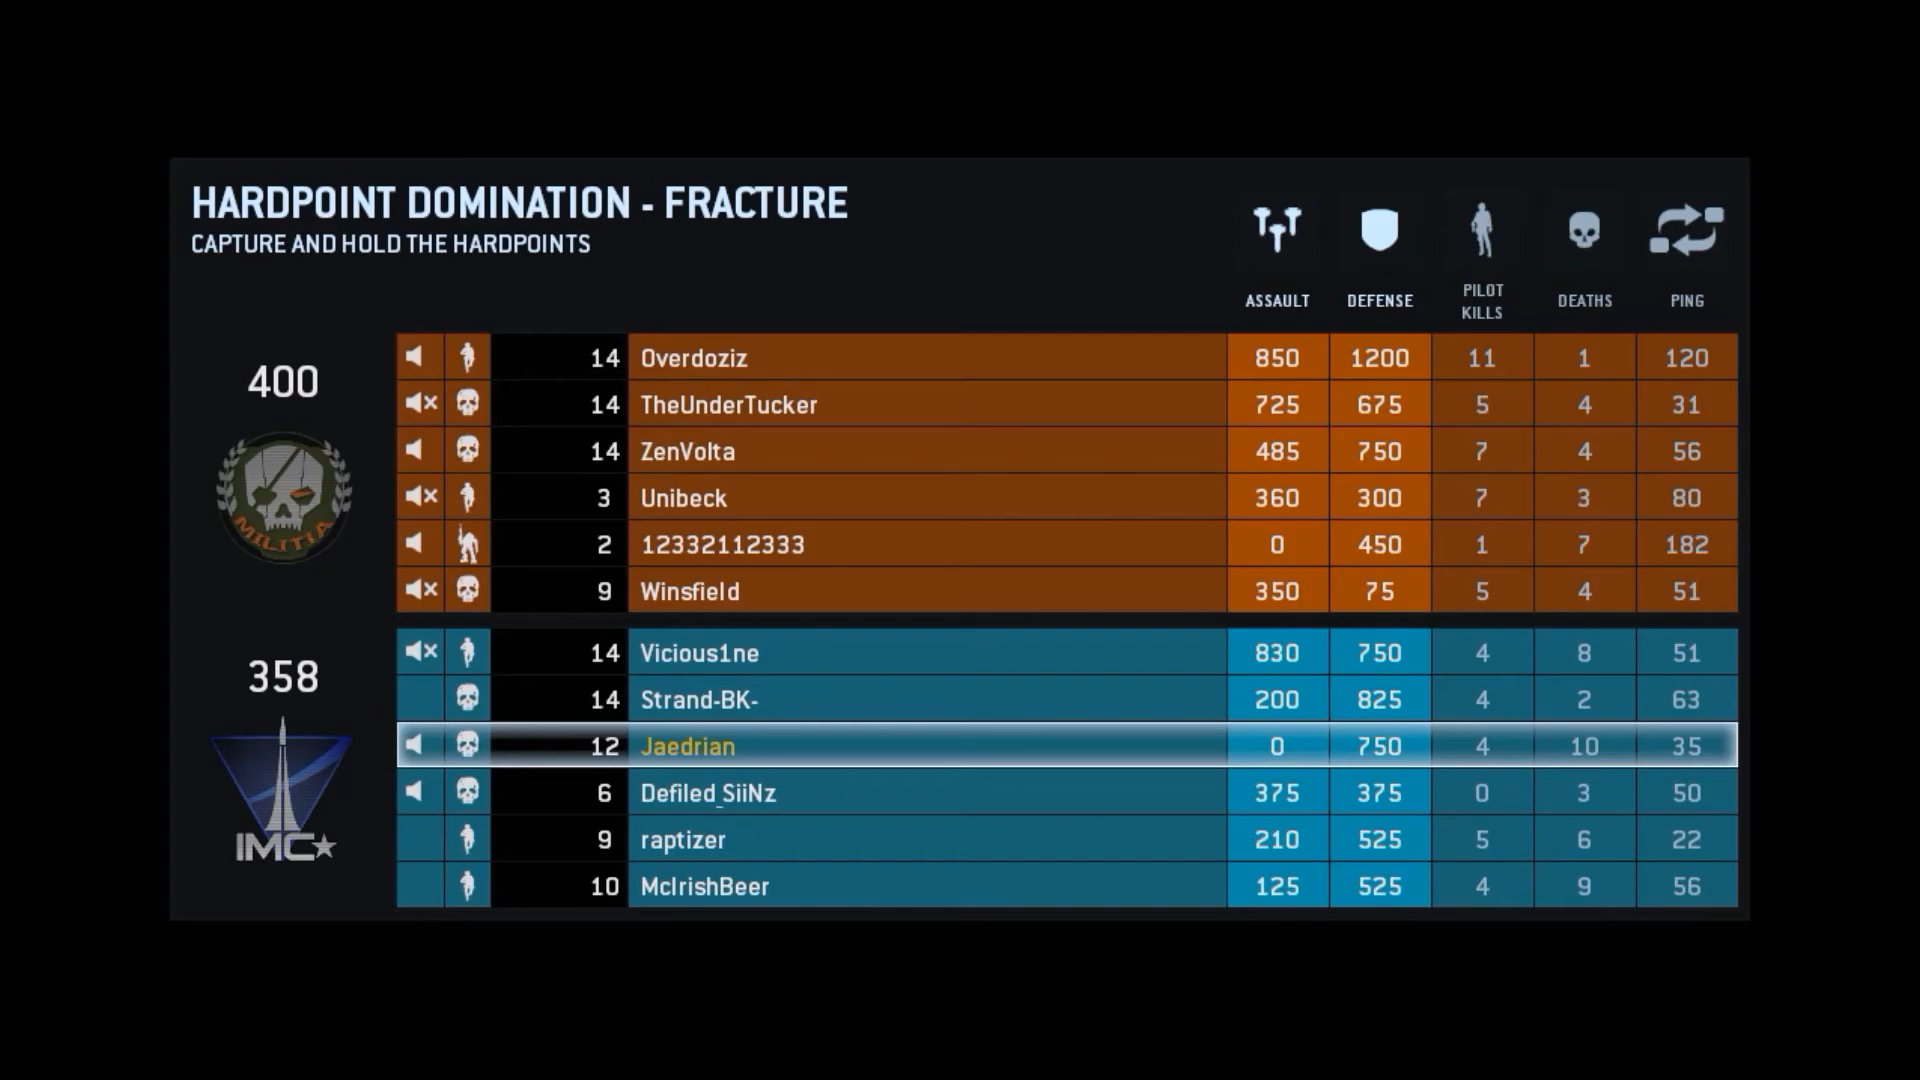 HARDPOINT DOMINATION - FRACTURE
CAPTURE AND HOLD THE HARDPOINTS
ASSAULT DEFENSE PILOT KILLS DEATHS PING
400
MILITIA
14 Overdoziz 850 1200 11 1 120
14 TheUnderTucker 725 675 5 4 31
14 ZenVolta 485 750 7 4 56
3 Unibeck 360 300 7 3 80
2 12332112333 0 450 1 7 182
9 Winsfield 350 75 5 4 51
358
IMC
14 Vicious1ne 830 750 4 8 51
14 Strand-BK- 200 825 4 2 63
12 Jaedrian 0 750 4 10 35
6 Defiled_SiiNz 375 375 0 3 50
9 raptizer 210 525 5 6 22
10 McIrishBeer 125 525 4 9 56